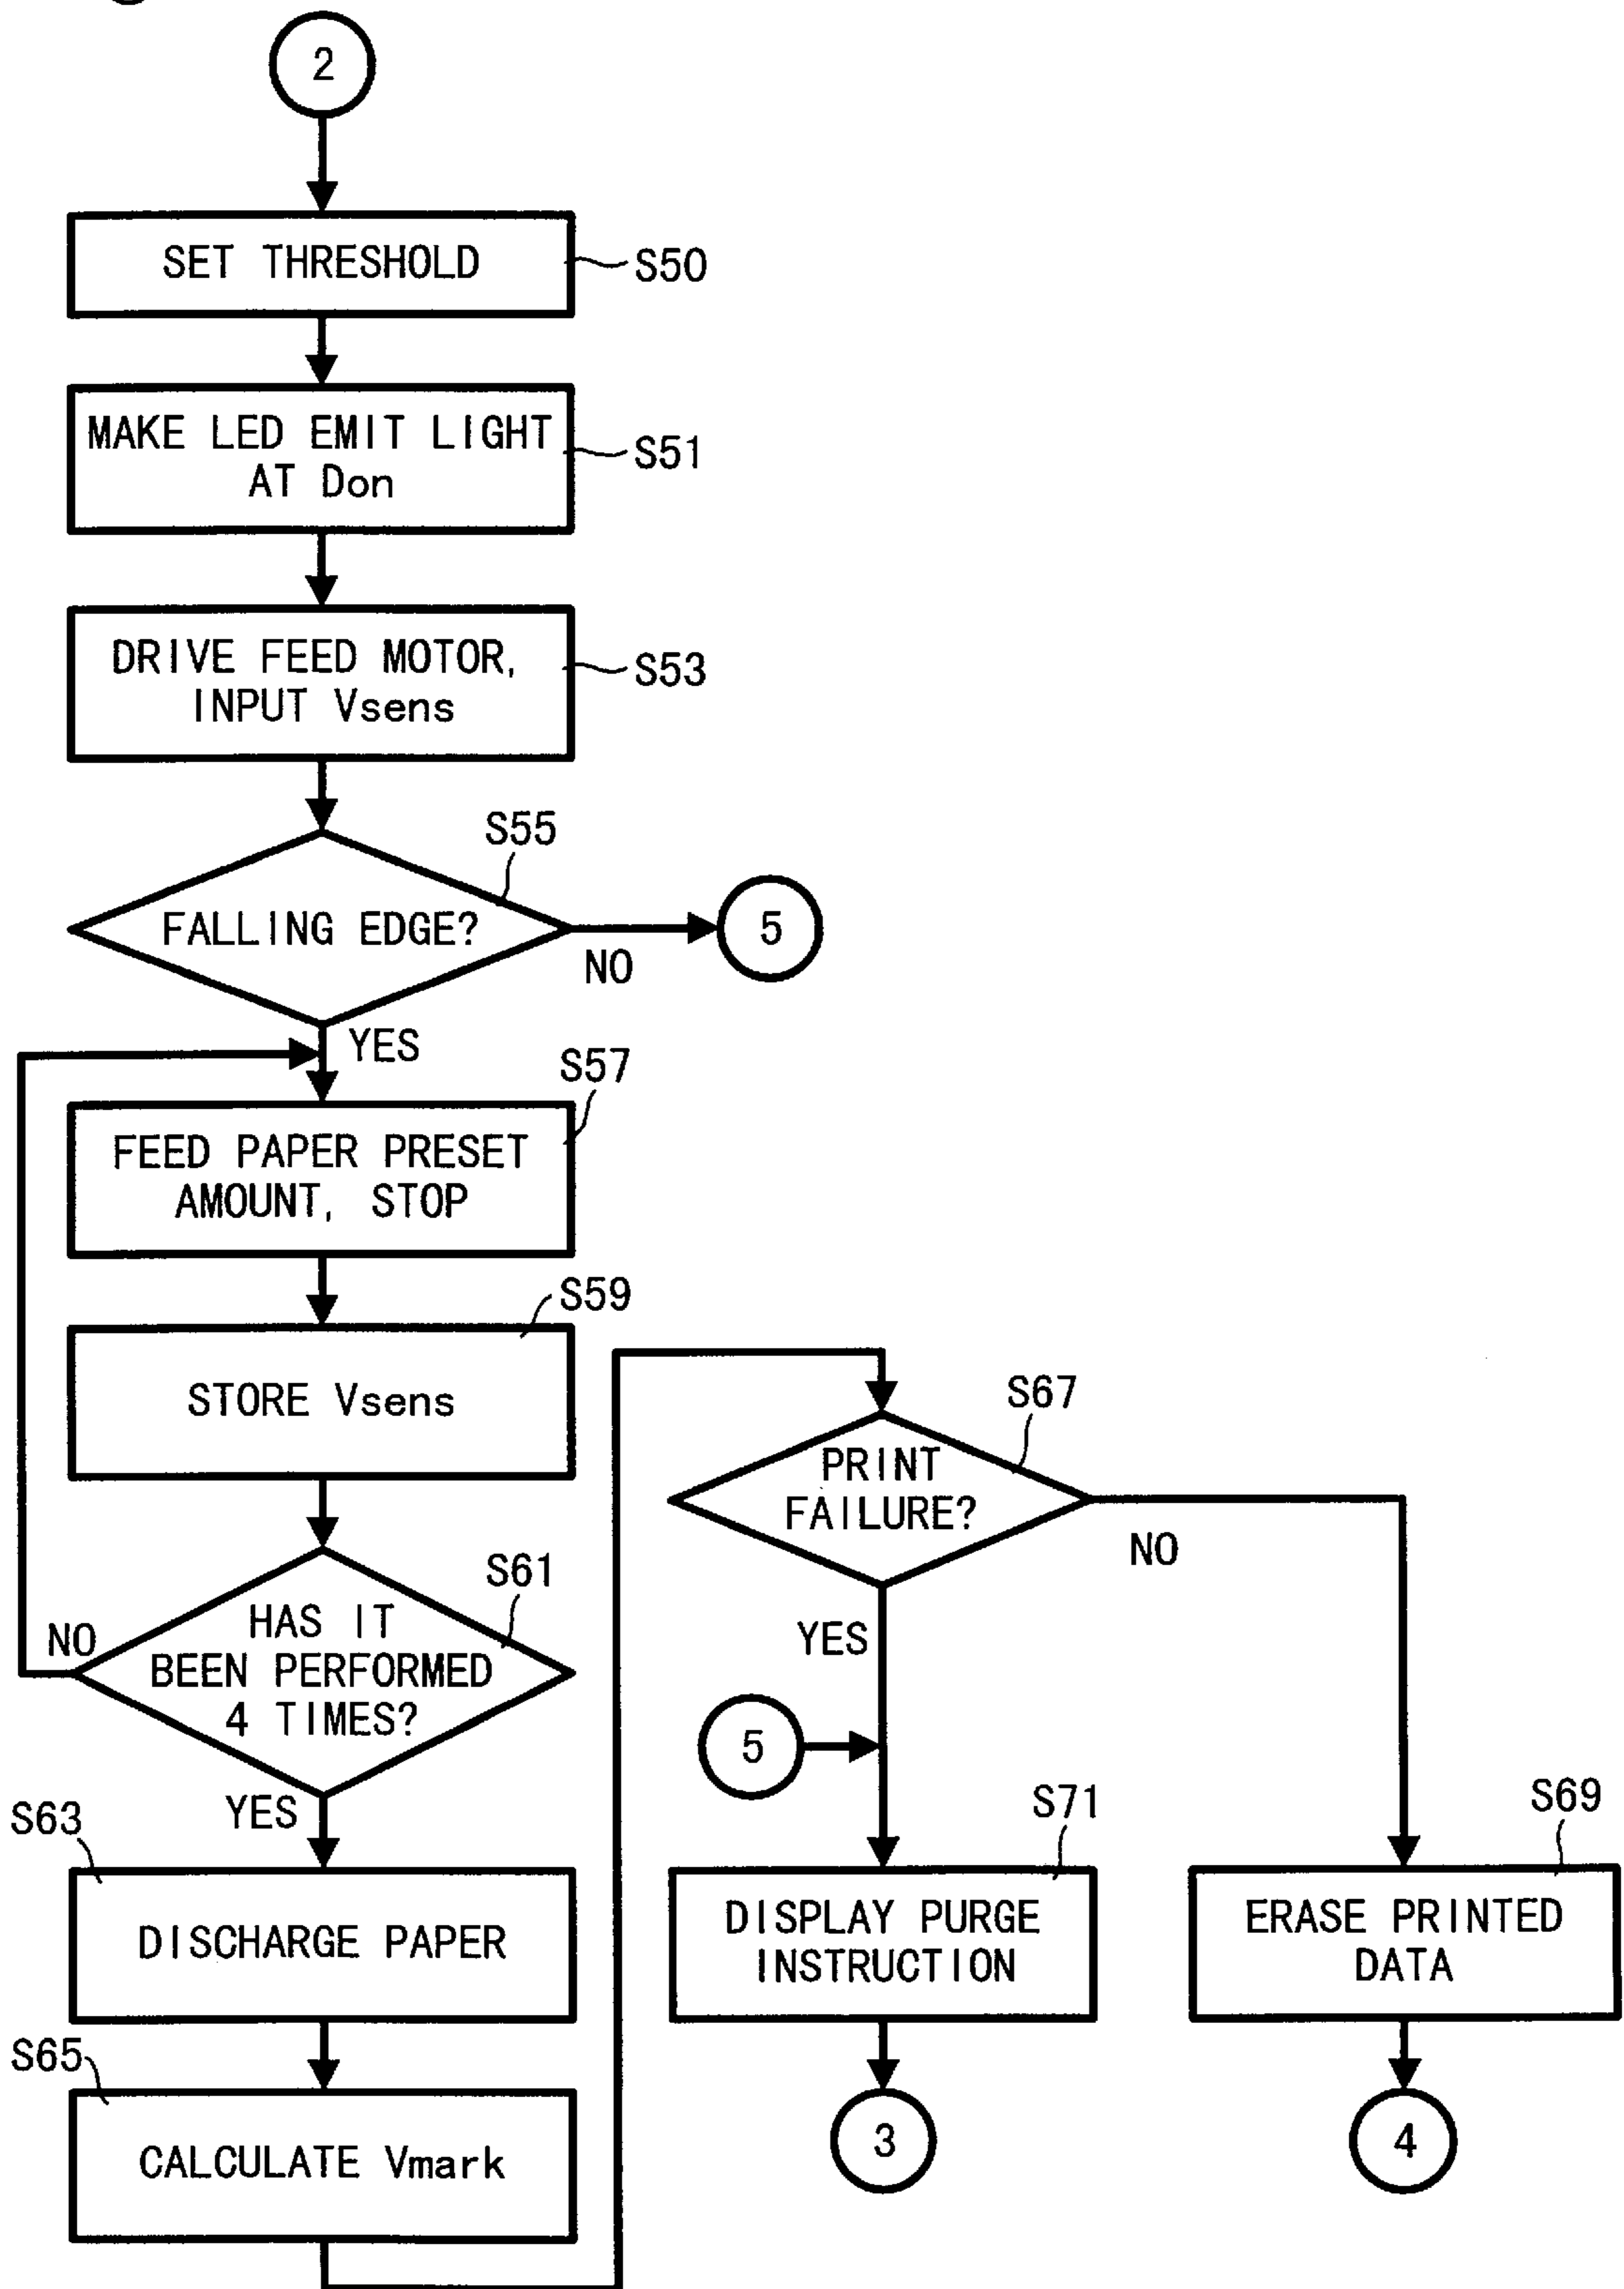 2
SET THRESHOLD
S50
MAKE LED EMIT LIGHT
AT Don
S51
DRIVE FEED MOTOR,
INPUT Vsens
S53
S55
FALLING EDGE?
NO
5
YES
S57
FEED PAPER PRESET
AMOUNT, STOP
S59
STORE Vsens
S61
HAS IT
BEEN PERFORMED
4 TIMES?
NO
YES
S63
DISCHARGE PAPER
S65
CALCULATE Vmark
S67
PRINT
FAILURE?
NO
YES
5
S71
DISPLAY PURGE
INSTRUCTION
3
S69
ERASE PRINTED
DATA
4